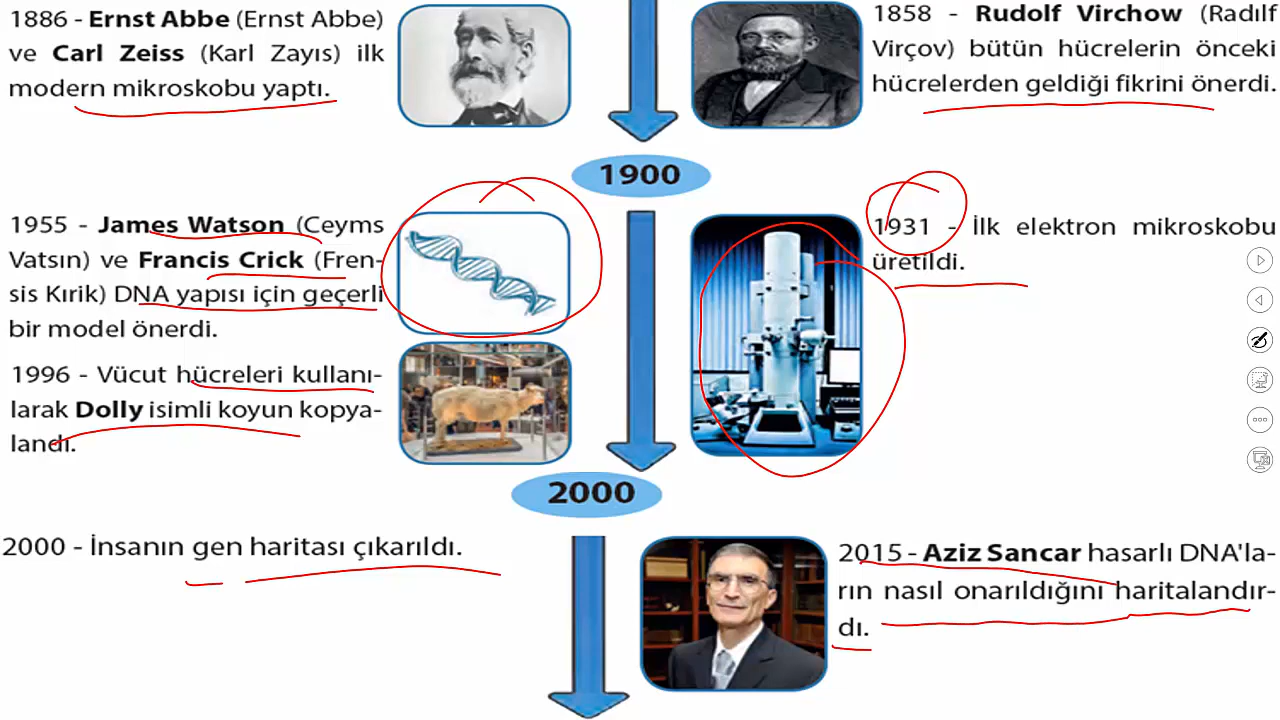 1886 - Ernst Abbe (Ernst Abbe)
ve Carl Zeiss (Karl Zayıs) ilk
modern mikroskobu yaptı.
1858 - Rudolf Virchow (Radılf
Virçov) bütün hücrelerin önceki
hücrelerden geldiği fikrini önerdi.
1900
1955 - James Watson (Ceyms
Vatsın) ve Francis Crick (Fren-
sis Kırik) DNA yapısı için geçerli
bir model önerdi.
1931 - İlk elektron mikroskobu
üretildi.
1996 - Vücut hücreleri kullanı-
larak Dolly isimli koyun kopya-
landı.
2000
2000 - İnsanın gen haritası çıkarıldı.
2015 - Aziz Sancar hasarlı DNA'la-
rın nasıl onarıldığını haritalandır-
dı.